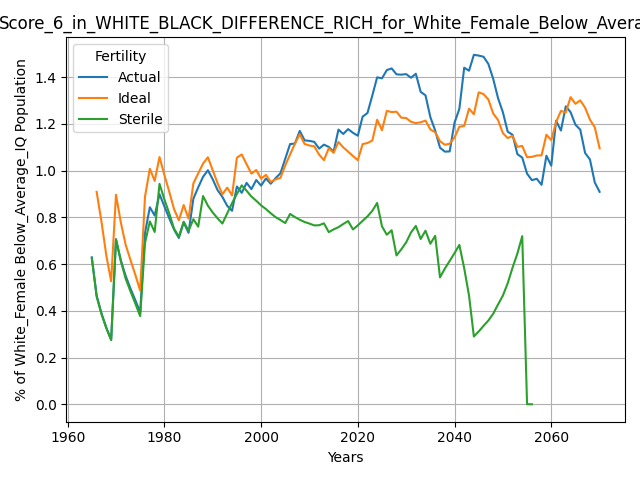 Score_6_in_WHITE_BLACK_DIFFERENCE_RICH_for_White_Female_Below_Avera
Fertility
Actual
Ideal
Sterile
% of White_Female Below_Average_IQ Population
1.4
1.2
1.0
0.8
0.6
0.4
0.2
0.0
1960 1980 2000 2020 2040 2060
Years